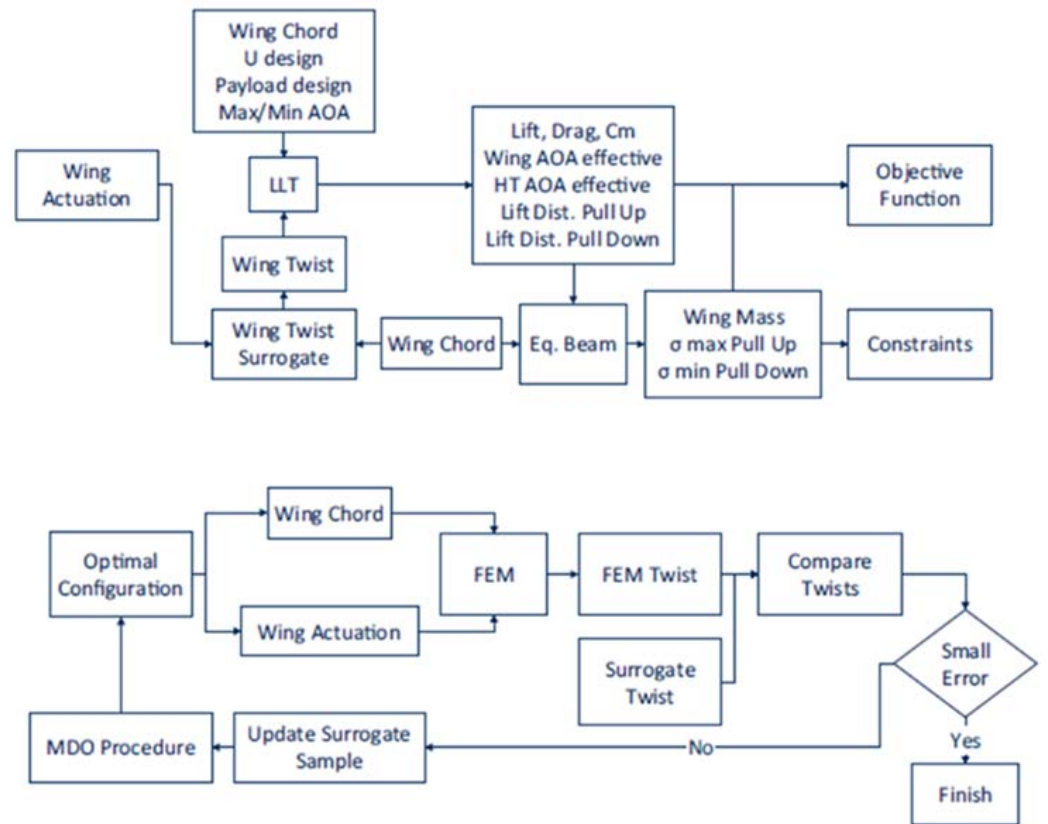 Wing Chord
U design
Payload design
Max/Min AOA
Wing
Actuation
LLT
Lift, Drag, Cm
Wing AOA effective
HT AOA effective
Lift Dist. Pull Up
Lift Dist. Pull Down
Objective
Function
Wing Twist
Wing Twist
Surrogate
Wing Chord
Eq. Beam
Wing Mass
σ max Pull Up
σ min Pull Down
Constraints
Optimal
Configuration
Wing Chord
Wing Actuation
FEM
FEM Twist
Surrogate
Twist
Compare
Twists
Small
Error
Yes
Finish
No
Update Surrogate
Sample
MDO Procedure